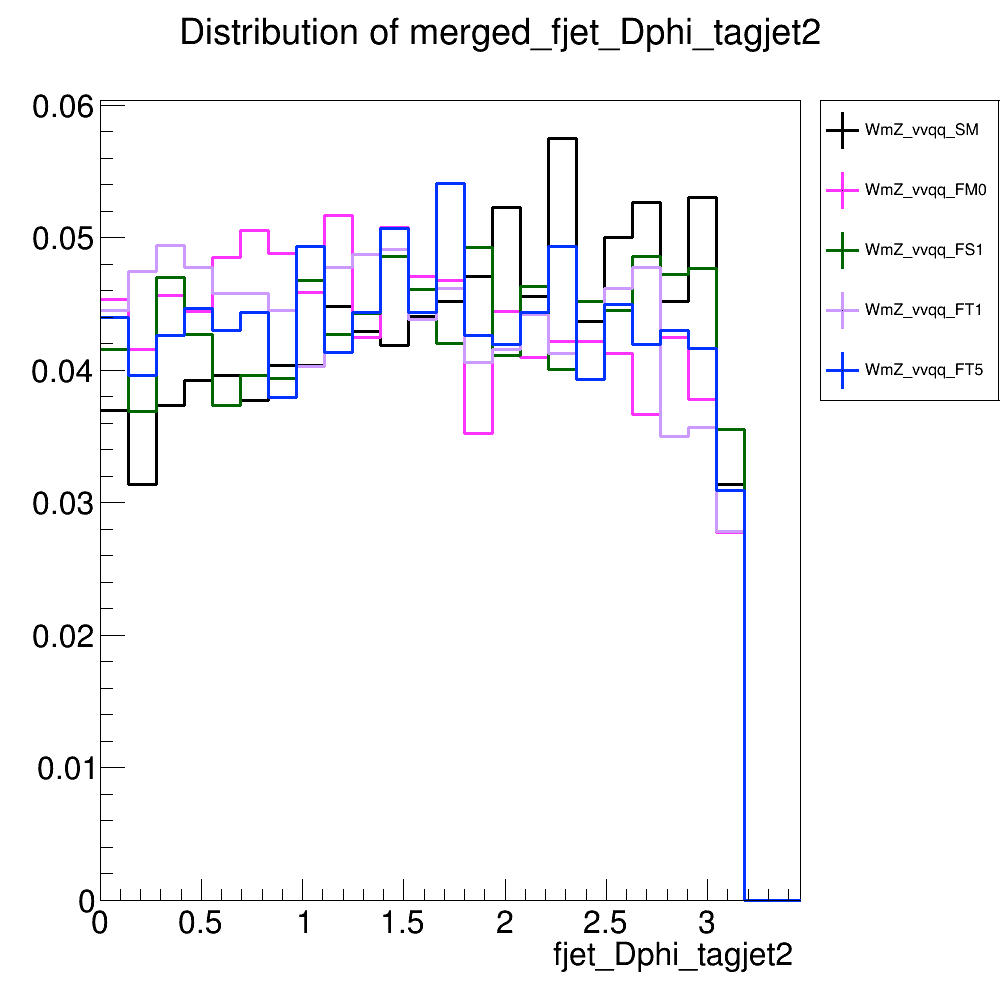 Distribution of merged_fjet_Dphi_tagjet2
0.06
0.05
0.04
0.03
0.02
0.01
0
0 0.5 1 1.5 2 2.5 3
fjet_Dphi_tagjet2
WmZ_vvqq_SM
WmZ_vvqq_FM0
WmZ_vvqq_FS1
WmZ_vvqq_FT1
WmZ_vvqq_FT5